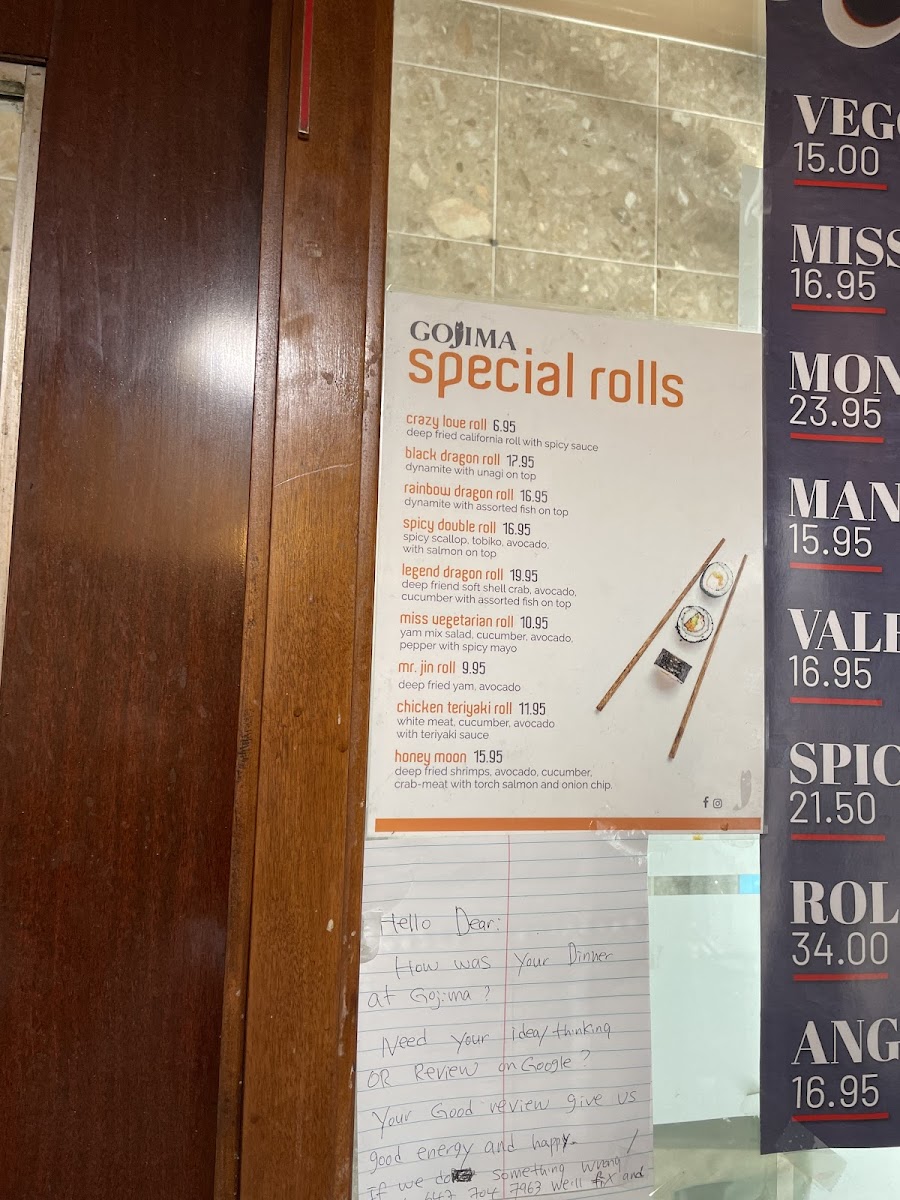 GOJIMA
special rolls
crazy love roll 6.95
deep fried california roll with spicy sauce
black dragon roll 17.95
dynamite with unagi on top
rainbow dragon roll 16.95
dynamite with assorted fish on top
spicy double roll 16.95
spicy scallop, tobiko, avocado,
with salmon on top
legend dragon roll 19.95
deep friend soft shell crab, avocado,
cucumber with assorted fish on top
miss vegetarian roll 10.95
yam mix salad, cucumber, avocado,
pepper with spicy mayo
mr. jin roll 9.95
deep fried yam, avocado
chicken teriyaki roll 11.95
white meat, cucumber, avocado
with teriyaki sauce
honey moon 15.95
deep fried shrimps, avocado, cucumber,
crab-meat with torch salmon and onion chip.
Hello Dear:
How was your Dinner
at Gojima ?
Need your idea/thinking
OR Review on Google ?
Your Good review give us
good energy and happy.
if we do something wrong /
647 704 7963 we'll fix and
VEG
15.00
MISS
16.95
MON
23.95
MAN
15.95
VALE
16.95
SPIC
21.50
ROL
34.00
ANG
16.95